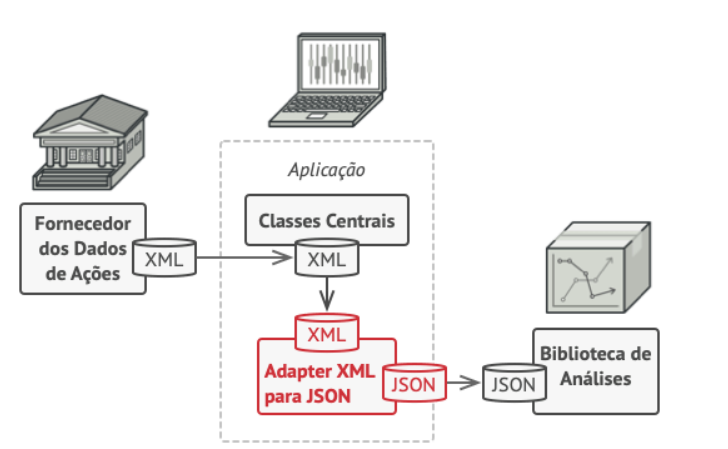 Aplicação
Fornecedor
dos Dados
de Ações
XML
Classes Centrais
XML
XML
Adapter XML
para JSON
JSON
JSON
Biblioteca de
Análises